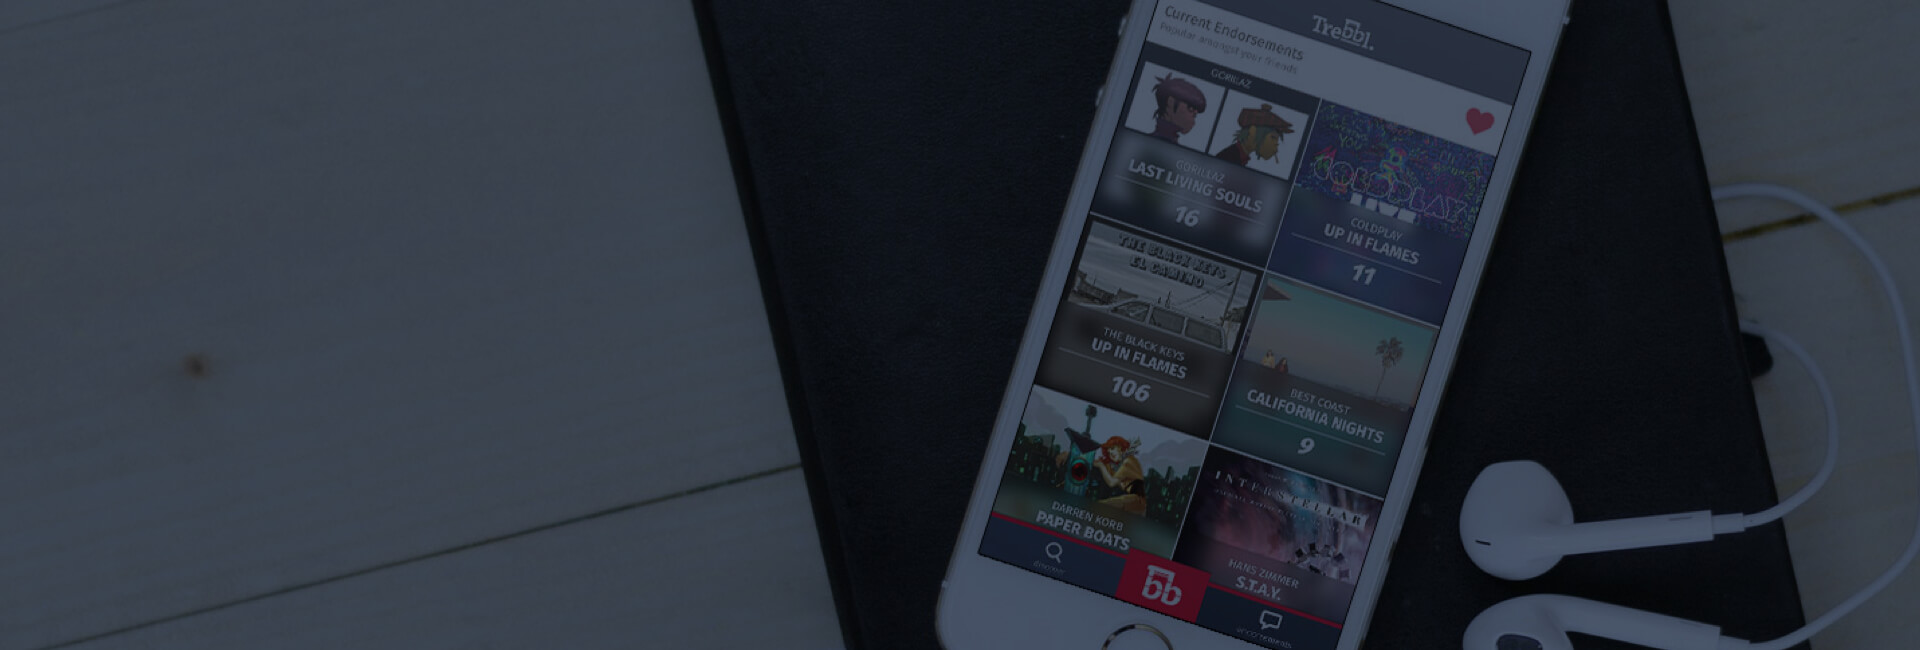 Trebbl.
Current Endorsements
Popular amongst your friends
GORILLAZ
GORILLAZ
LAST LIVING SOULS
16
COLDPLAY
LIVE
COLDPLAY
UP IN FLAMES
11
THE BLACK KEYS
EL CAMINO
THE BLACK KEYS
UP IN FLAMES
106
BEST COAST
CALIFORNIA NIGHTS
9
DARREN KORB
PAPER BOATS
INTERSTELLAR
HANS ZIMMER
S.T.A.Y.
discover
bb